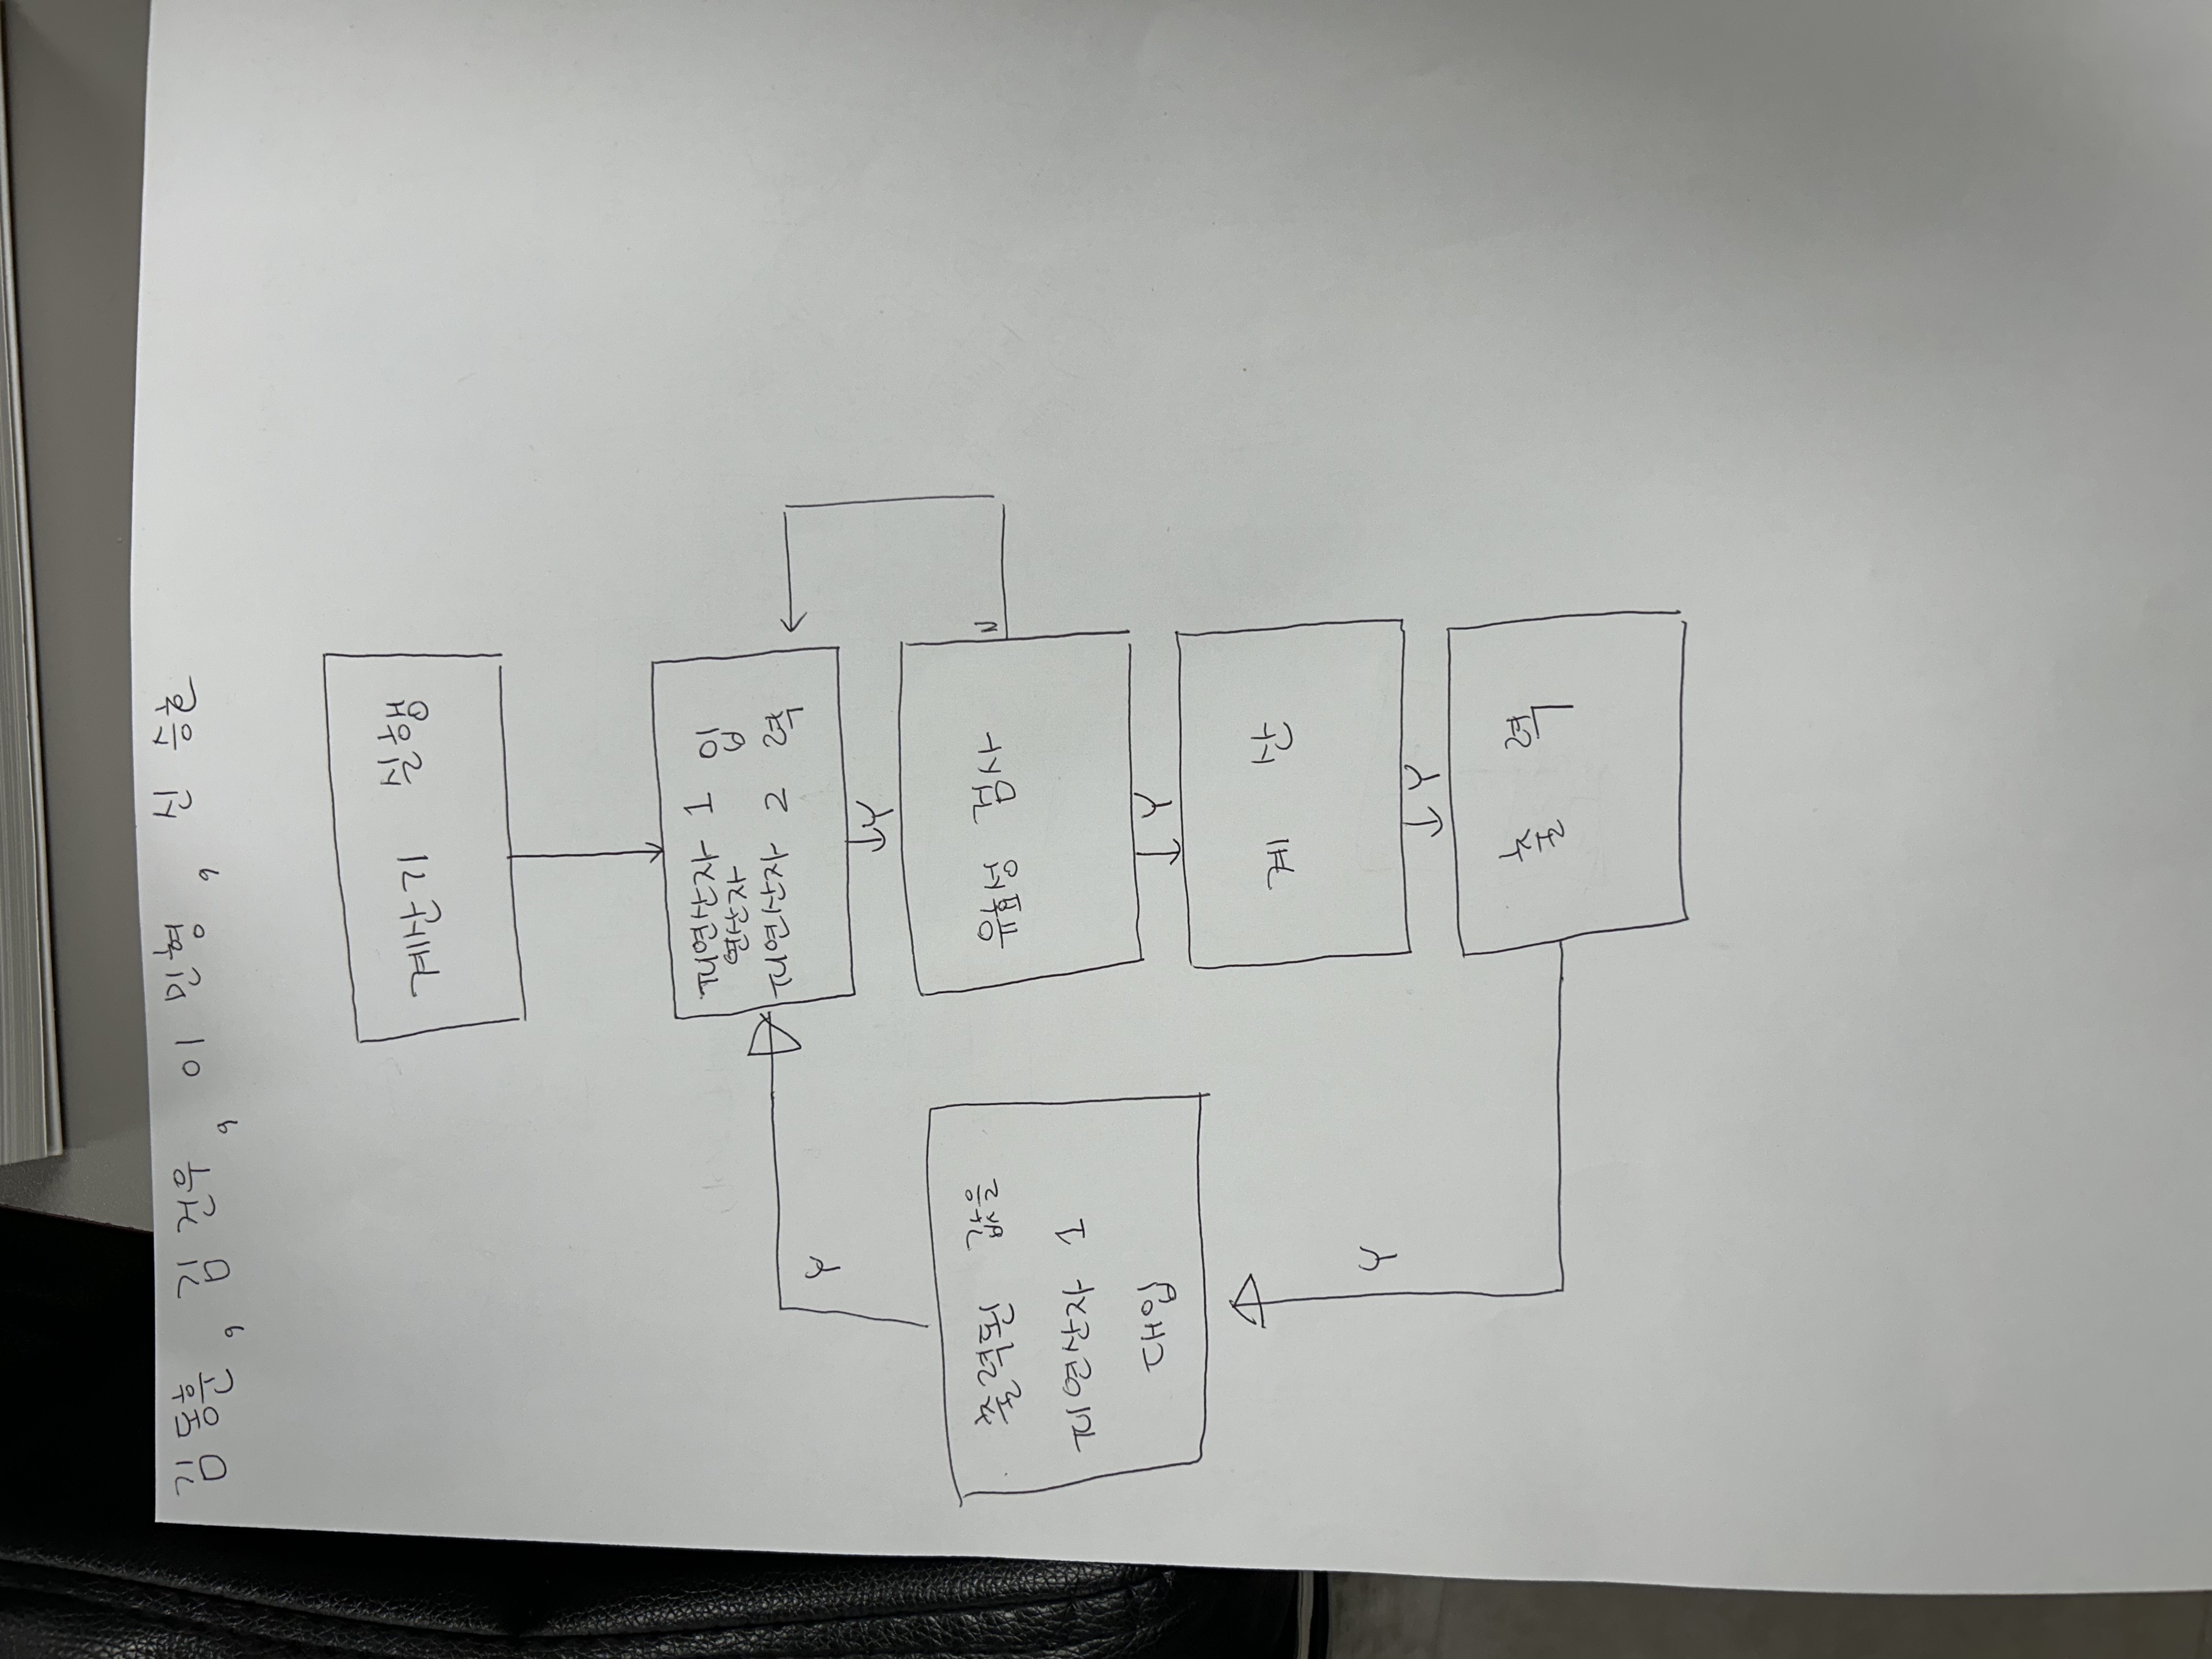 김동훈, 김건우, 이민형, 신승훈
계산기 실행
피연산자 1 입
연산자
피연산자 2 력
Y
Y
출력된 값을
피연산자 1
대입
유효성 검사
N
Y
계 산
Y
Y
출 력